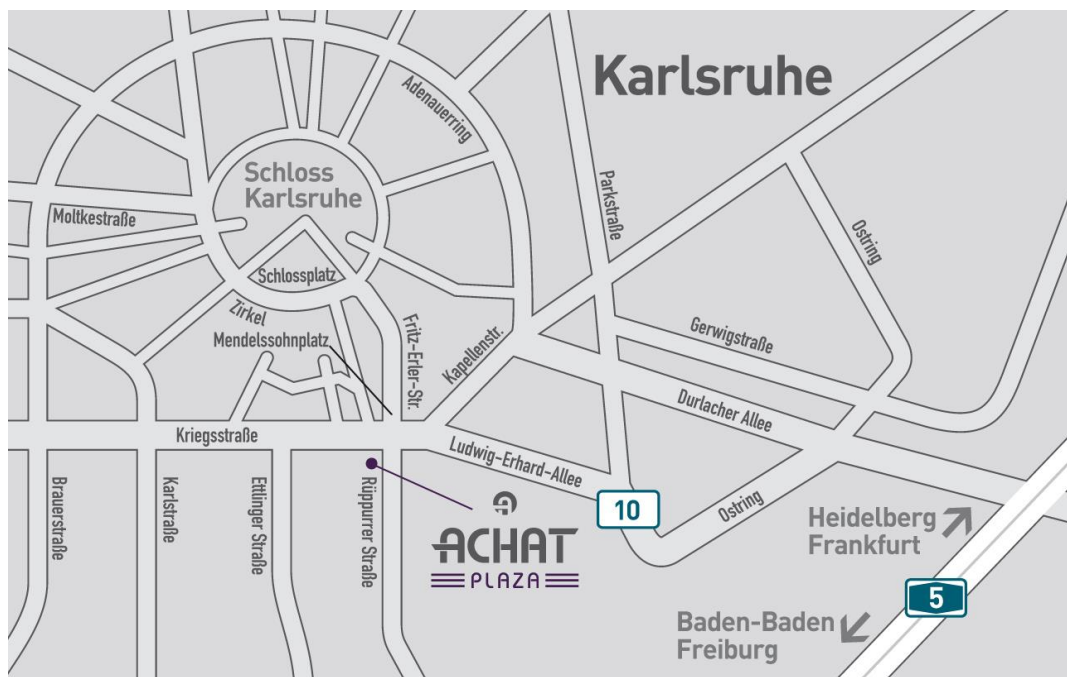 Karlsruhe
Adenauerring
Schloss
Karlsruhe
Parkstraße
Moltkestraße
Ostring
Schlossplatz
Zirkel
Mendelssohnplatz
Fritz-Erler-Str.
Kapellenstr.
Gerwigstraße
Durlacher Allee
Kriegsstraße
Ludwig-Erhard-Allee
Brauerstraße
Karlstraße
Ettlinger Straße
Rüppurrer Straße
10
Ostring
ACHAT
PLAZA
Heidelberg
Frankfurt
5
Baden-Baden
Freiburg